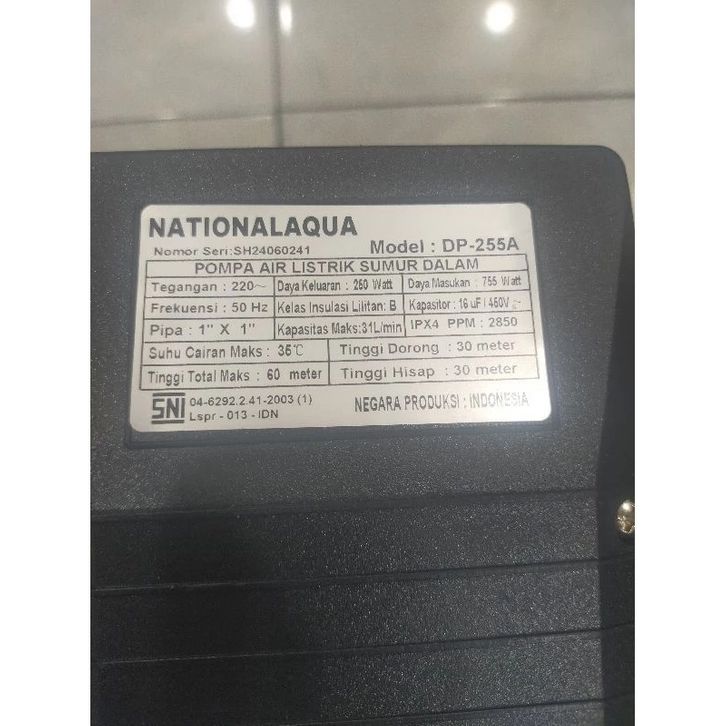 NATIONALAQUA
Nomor Seri:SH24060241 Model : DP-255A
POMPA AIR LISTRIK SUMUR DALAM
Tegangan : 220~ Daya Keluaran : 250 Watt Daya Masukan : 755 Watt
Frekuensi : 50 Hz Kelas Insulasi Lilitan: B Kapasitor : 16 uF / 450V
Pipa : 1" X 1" Kapasitas Maks:31L/min IPX4 PPM : 2850
Suhu Cairan Maks : 35℃ Tinggi Dorong : 30 meter
Tinggi Total Maks : 60 meter Tinggi Hisap : 30 meter
SNI 04-6292.2.41-2003 (1)
Lspr - 013 - IDN NEGARA PRODUKSI : INDONESIA